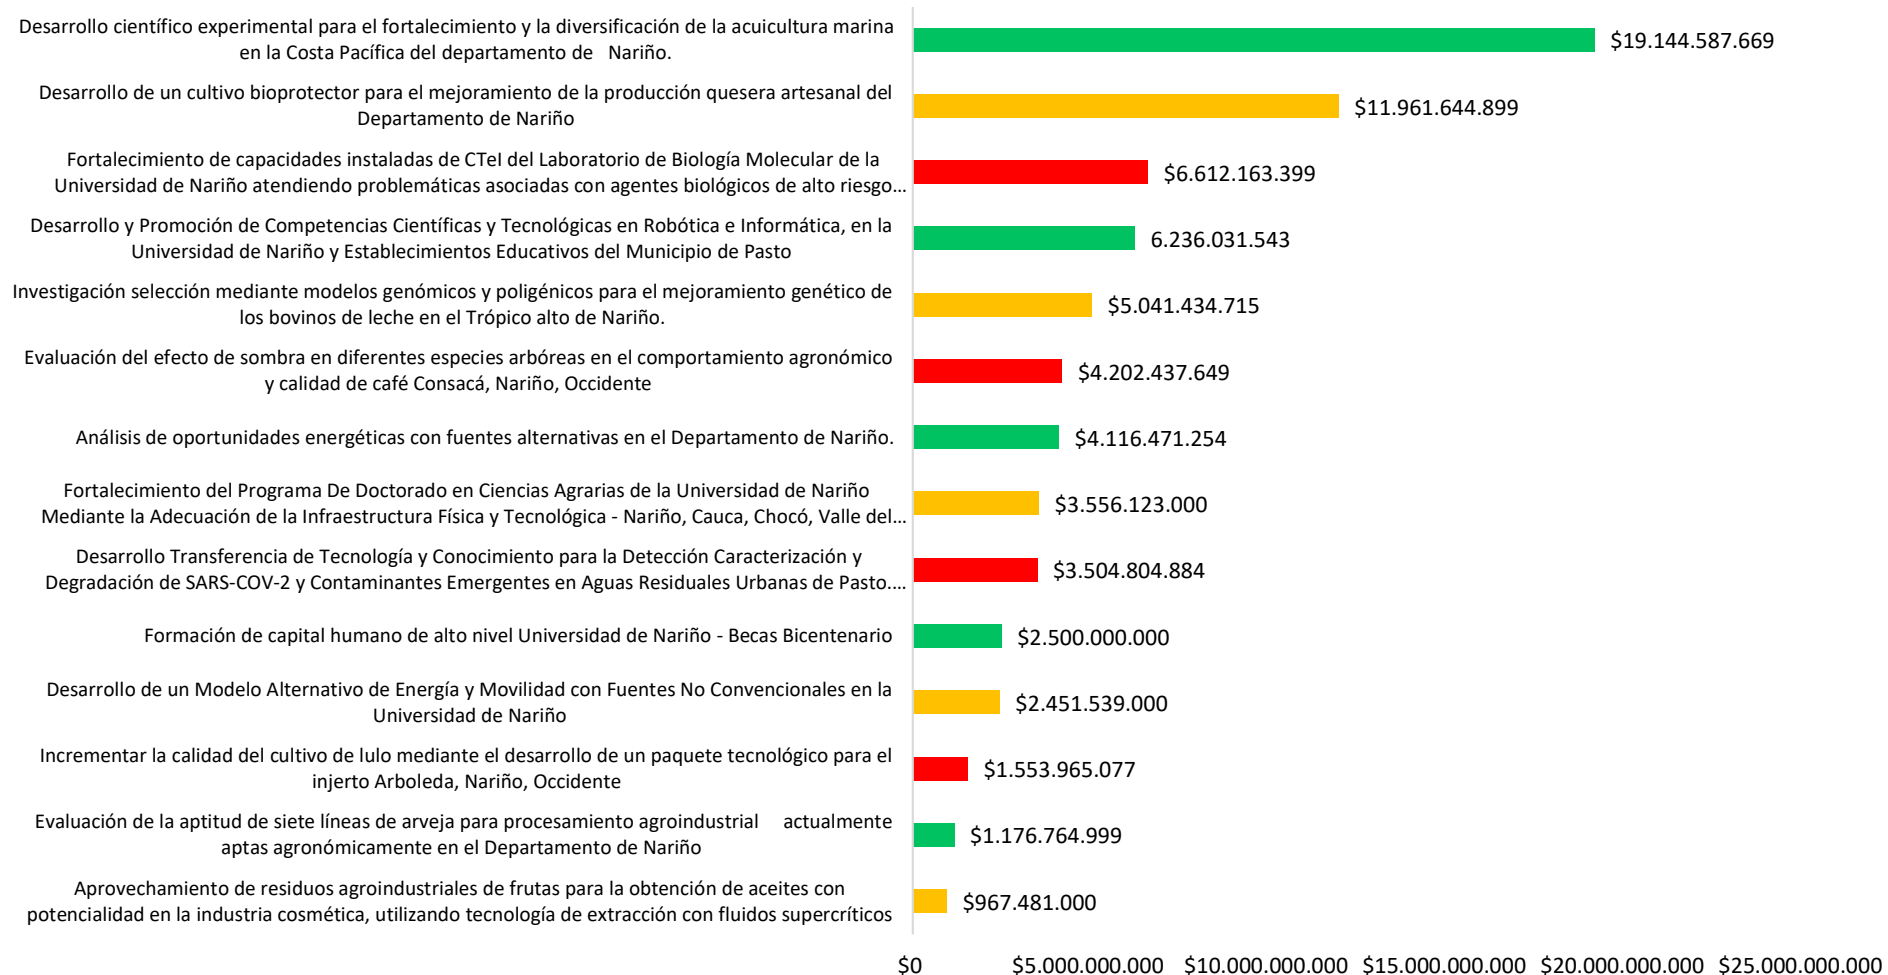 Desarrollo científico experimental para el fortalecimiento y la diversificación de la acuicultura marina
en la Costa Pacífica del departamento de Nariño.
$19.144.587.669
Desarrollo de un cultivo bioprotector para el mejoramiento de la producción quesera artesanal del
Departamento de Nariño
$11.961.644.899
Fortalecimiento de capacidades instaladas de CTeI del Laboratorio de Biología Molecular de la
Universidad de Nariño atendiendo problemáticas asociadas con agentes biológicos de alto riesgo...
$6.612.163.399
Desarrollo y Promoción de Competencias Científicas y Tecnológicas en Robótica e Informática, en la
Universidad de Nariño y Establecimientos Educativos del Municipio de Pasto
6.236.031.543
Investigación selección mediante modelos genómicos y poligénicos para el mejoramiento genético de
los bovinos de leche en el Trópico alto de Nariño.
$5.041.434.715
Evaluación del efecto de sombra en diferentes especies arbóreas en el comportamiento agronómico
y calidad de café Consacá, Nariño, Occidente
$4.202.437.649
Análisis de oportunidades energéticas con fuentes alternativas en el Departamento de Nariño.
$4.116.471.254
Fortalecimiento del Programa De Doctorado en Ciencias Agrarias de la Universidad de Nariño
Mediante la Adecuación de la Infraestructura Física y Tecnológica - Nariño, Cauca, Chocó, Valle del...
$3.556.123.000
Desarrollo Transferencia de Tecnología y Conocimiento para la Detección Caracterización y
Degradación de SARS-COV-2 y Contaminantes Emergentes en Aguas Residuales Urbanas de Pasto....
$3.504.804.884
Formación de capital humano de alto nivel Universidad de Nariño - Becas Bicentenario
$2.500.000.000
Desarrollo de un Modelo Alternativo de Energía y Movilidad con Fuentes No Convencionales en la
Universidad de Nariño
$2.451.539.000
Incrementar la calidad del cultivo de lulo mediante el desarrollo de un paquete tecnológico para el
injerto Arboleda, Nariño, Occidente
$1.553.965.077
Evaluación de la aptitud de siete líneas de arveja para procesamiento agroindustrial actualmente
aptas agronómicamente en el Departamento de Nariño
$1.176.764.999
Aprovechamiento de residuos agroindustriales de frutas para la obtención de aceites con
potencialidad en la industria cosmética, utilizando tecnología de extracción con fluidos supercríticos
$967.481.000
$0 $5.000.000.000 $10.000.000.000 $15.000.000.000 $20.000.000.000 $25.000.000.000